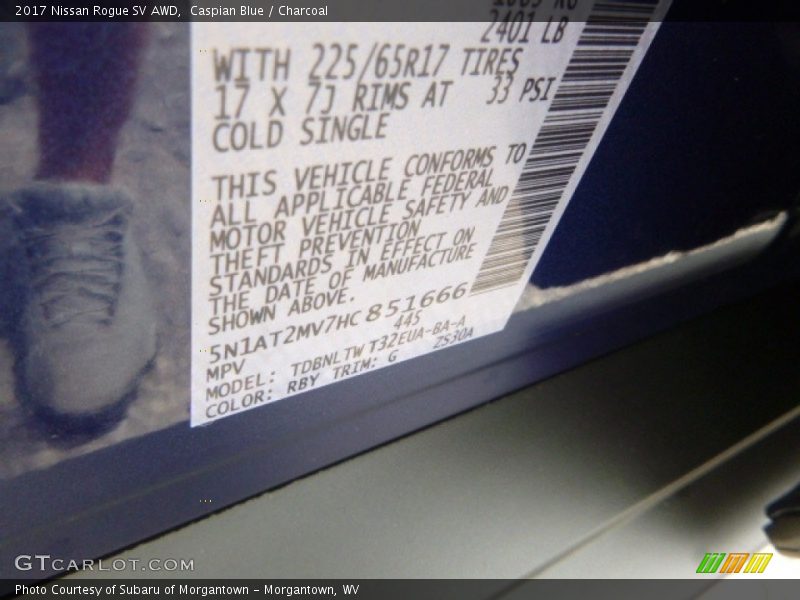 2017 Nissan Rogue SV AWD, Caspian Blue / Charcoal
2401 LB
WITH 225/65R17 TIRES
17 X 7J RIMS AT 33 PSI
COLD SINGLE
THIS VEHICLE CONFORMS TO
ALL APPLICABLE FEDERAL
MOTOR VEHICLE SAFETY AND
THEFT PREVENTION
STANDARDS IN EFFECT ON
THE DATE OF MANUFACTURE
SHOWN ABOVE.
5N1AT2MV7HC851666
MPV 445
MODEL: TDBNLTWT32EUA-BA-A
COLOR: RBY TRIM: G ZS30A
GTCARLOT.COM
Photo Courtesy of Subaru of Morgantown - Morgantown, WV